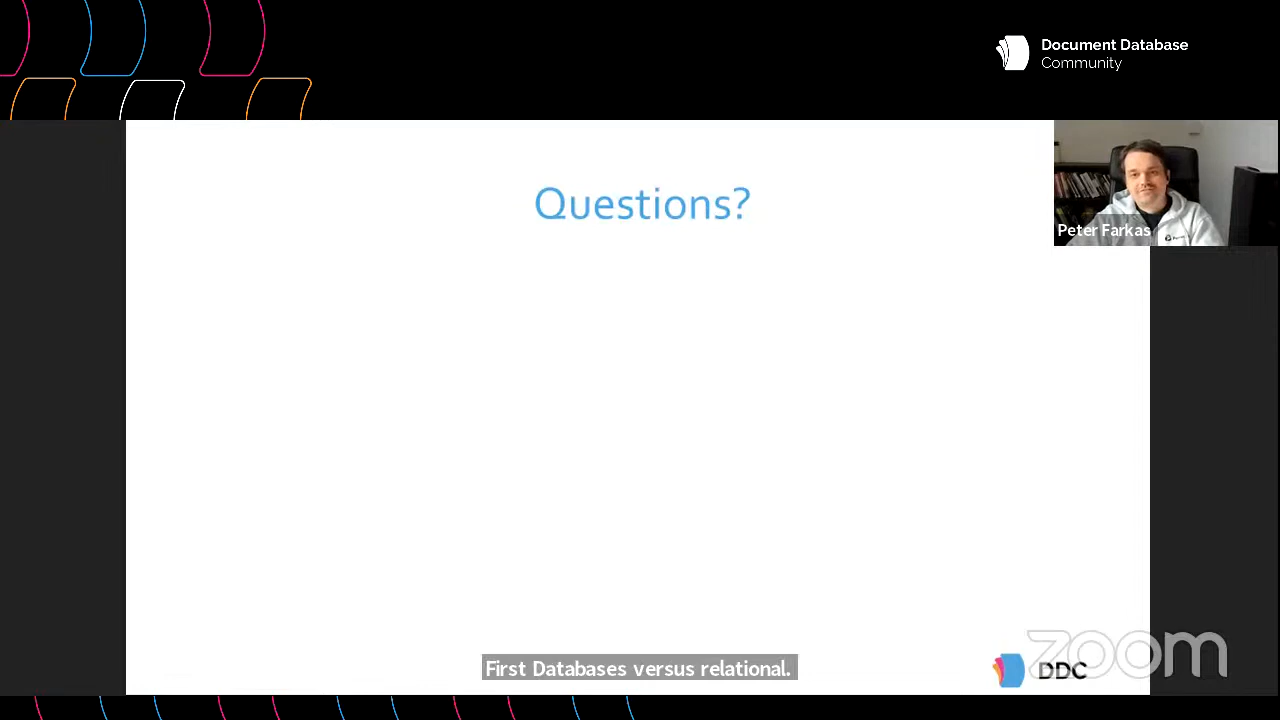 Document Database
Community
Questions?
Peter Farkas
First Databases versus relational.
DDC
zoom